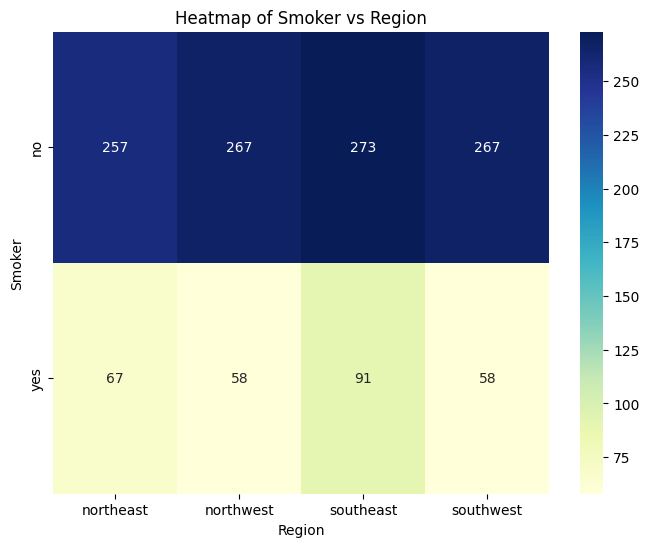 Heatmap of Smoker vs Region
no
257 267 273 267
Smoker
yes
67 58 91 58
northeast northwest southeast southwest
Region
250
225
200
175
150
125
100
75